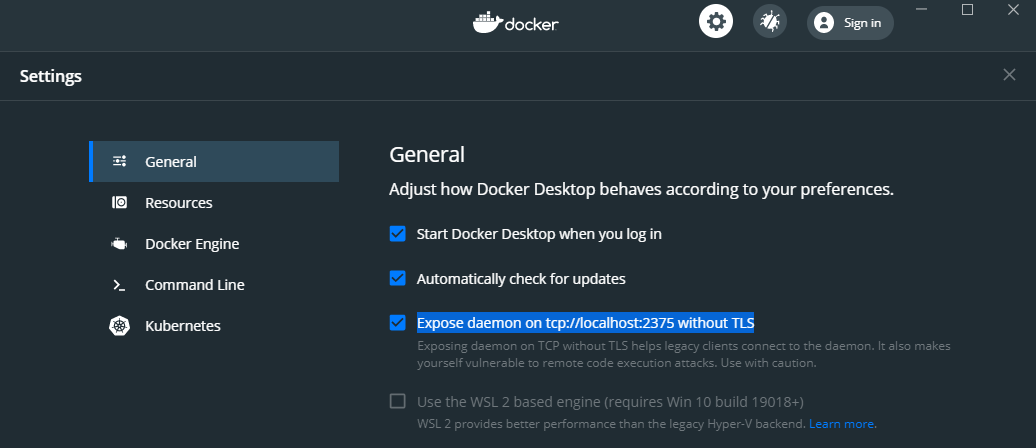 docker
Sign in
Settings
General
Resources
Docker Engine
Command Line
Kubernetes
General
Adjust how Docker Desktop behaves according to your preferences.
Start Docker Desktop when you log in
Automatically check for updates
Expose daemon on tcp://localhost:2375 without TLS
Exposing daemon on TCP without TLS helps legacy clients connect to the daemon. It also makes
yourself vulnerable to remote code execution attacks. Use with caution.
Use the WSL 2 based engine (requires Win 10 build 19018+)
WSL 2 provides better performance than the legacy Hyper-V backend. Learn more.